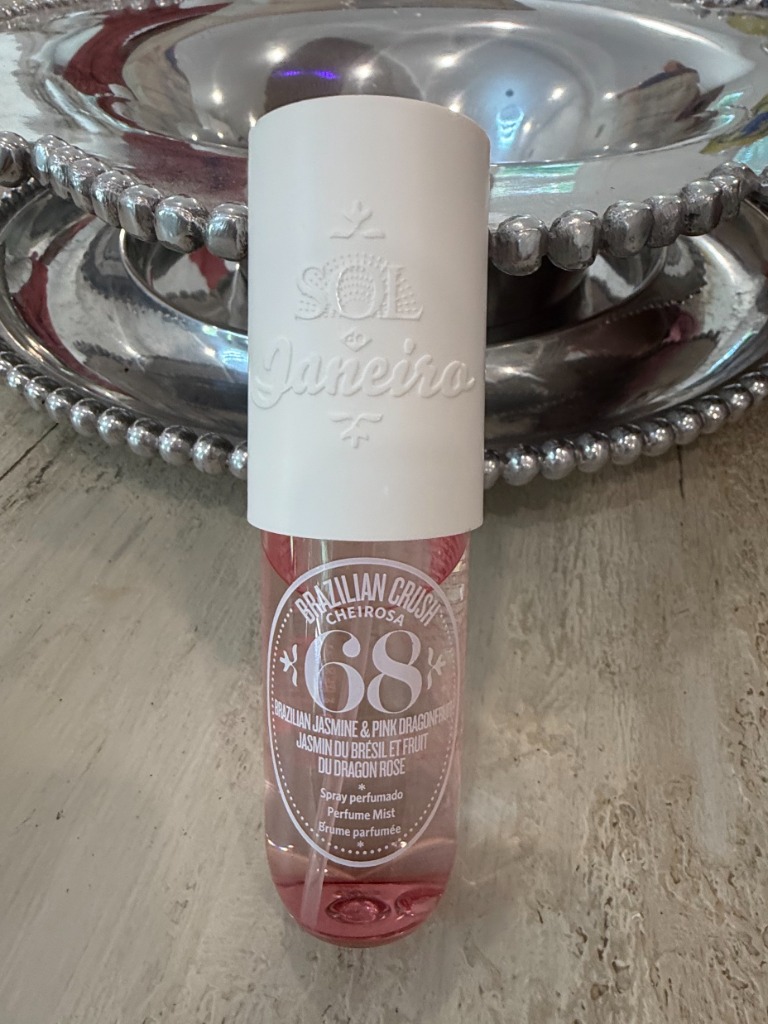 SOL
de
Janeiro
BRAZILIAN CRUSH
CHEIROSA
68
BRAZILIAN JASMINE & PINK DRAGONFRUIT
JASMIN DU BRÉSIL ET FRUIT
DU DRAGON ROSE
Spray perfumado
Perfume Mist
Brume parfumée